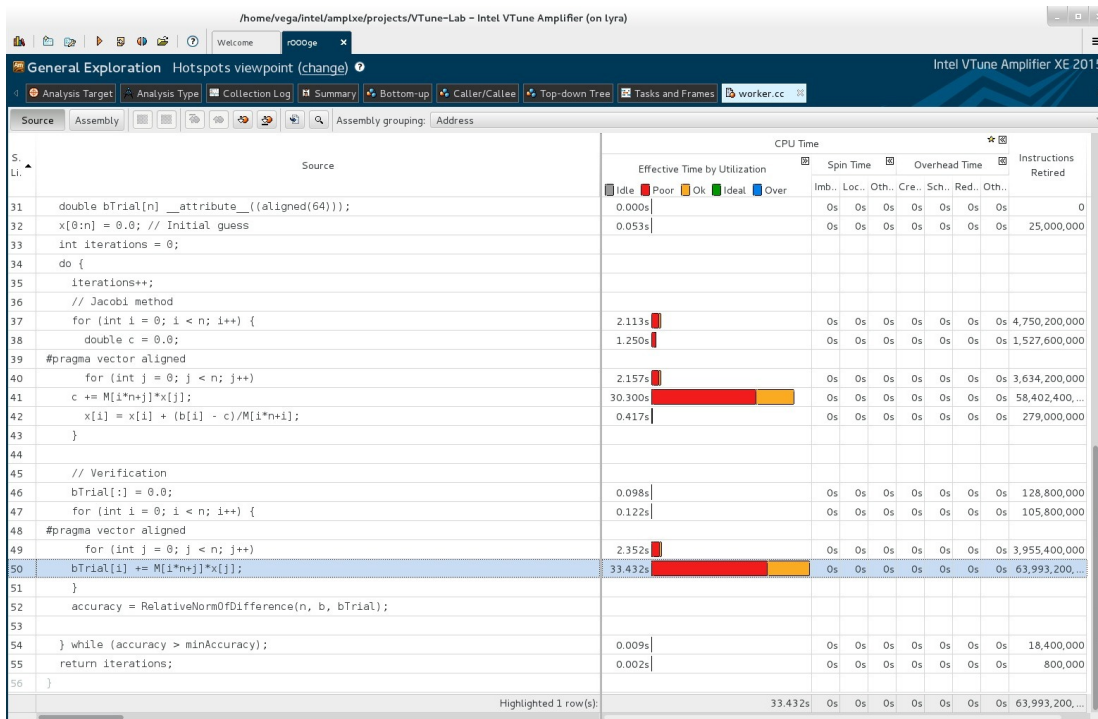 /home/vega/intel/amplxe/projects/VTune-Lab - Intel VTune Amplifier (on lyra)
Welcome r000ge x
General Exploration Hotspots viewpoint (change) Intel VTune Amplifier XE 2015
Analysis Target Analysis Type Collection Log Summary Bottom-up Caller/Callee Top-down Tree Tasks and Frames worker.cc
Source Assembly Assembly grouping: Address
CPU Time
S. Li. Source Effective Time by Utilization Spin Time Overhead Time Instructions Retired
Idle Poor Ok Ideal Over Imb.. Loc.. Oth.. Cre.. Sch.. Red.. Oth..
31 double bTrial[n] __attribute__((aligned(64))); 0.000s 0s 0s 0s 0s 0s 0s 0s 0
32 x[0:n] = 0.0; // Initial guess 0.053s 0s 0s 0s 0s 0s 0s 0s 25,000,000
33 int iterations = 0;
34 do {
35 iterations++;
36 // Jacobi method
37 for (int i = 0; i < n; i++) { 2.113s 0s 0s 0s 0s 0s 0s 0s 4,750,200,000
38 double c = 0.0; 1.250s 0s 0s 0s 0s 0s 0s 0s 1,527,600,000
39 #pragma vector aligned
40 for (int j = 0; j < n; j++) 2.157s 0s 0s 0s 0s 0s 0s 0s 3,634,200,000
41 c += M[i*n+j]*x[j]; 30.300s 0s 0s 0s 0s 0s 0s 0s 58,402,400,...
42 x[i] = x[i] + (b[i] - c)/M[i*n+i]; 0.417s 0s 0s 0s 0s 0s 0s 0s 279,000,000
43 }
44
45 // Verification
46 bTrial[:] = 0.0; 0.098s 0s 0s 0s 0s 0s 0s 0s 128,800,000
47 for (int i = 0; i < n; i++) { 0.122s 0s 0s 0s 0s 0s 0s 0s 105,800,000
48 #pragma vector aligned
49 for (int j = 0; j < n; j++) 2.352s 0s 0s 0s 0s 0s 0s 0s 3,955,400,000
50 bTrial[i] += M[i*n+j]*x[j]; 33.432s 0s 0s 0s 0s 0s 0s 0s 63,993,200,...
51 }
52 accuracy = RelativeNormOfDifference(n, b, bTrial);
53
54 } while (accuracy > minAccuracy); 0.009s 0s 0s 0s 0s 0s 0s 0s 18,400,000
55 return iterations; 0.002s 0s 0s 0s 0s 0s 0s 0s 800,000
56 }
Highlighted 1 row(s): 33.432s 0s 0s 0s 0s 0s 0s 0s 63,993,200,...